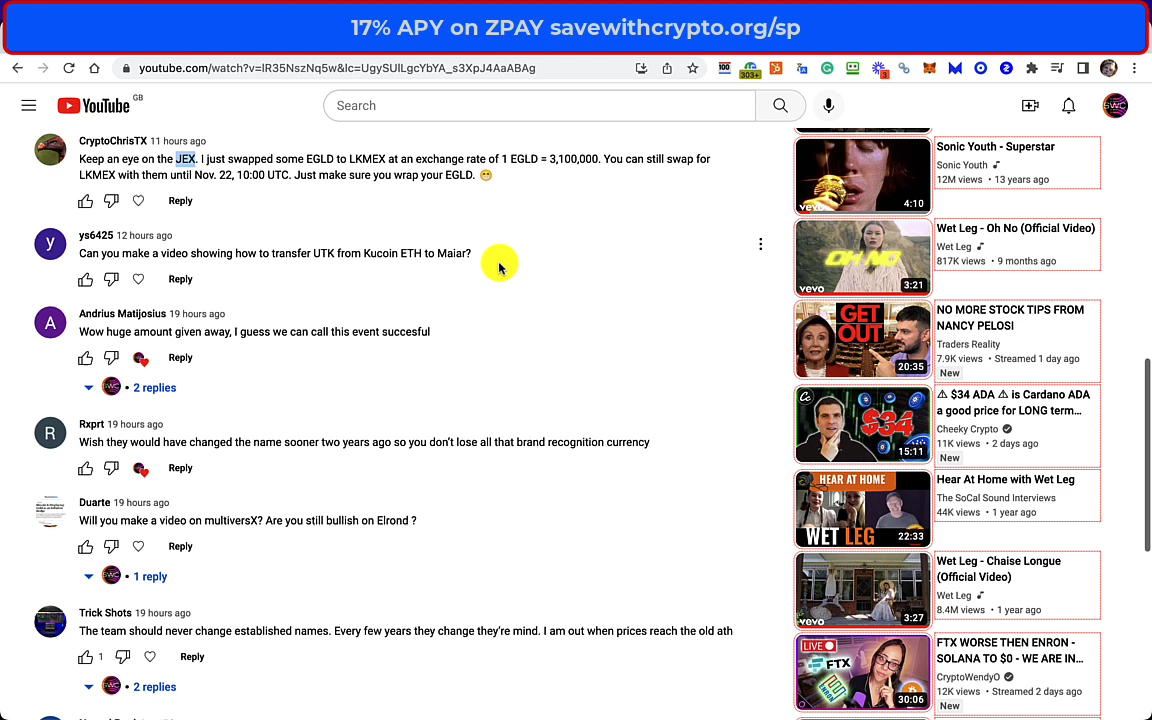 17% APY on ZPAY savewithcrypto.org/sp
youtube.com/watch?v=IR35NszNq5w&lc=UgySUlLgcYbYA_s3XpJ4AaABAg
100
303+
3
YouTube GB
Search
SWC
CryptoChrisTX 11 hours ago
Keep an eye on the JEX. I just swapped some EGLD to LKMEX at an exchange rate of 1 EGLD = 3,100,000. You can still swap for
LKMEX with them until Nov. 22, 10:00 UTC. Just make sure you wrap your EGLD. 😁
Reply
y
ys6425 12 hours ago
Can you make a video showing how to transfer UTK from Kucoin ETH to Maiar?
Reply
A
Andrius Matijosius 19 hours ago
Wow huge amount given away, I guess we can call this event succesful
Reply
SWC • 2 replies
R
Rxprt 19 hours ago
Wish they would have changed the name sooner two years ago so you don't lose all that brand recognition currency
Reply
Duarte 19 hours ago
Will you make a video on multiversX? Are you still bullish on Elrond ?
Reply
SWC • 1 reply
Trick Shots 19 hours ago
The team should never change established names. Every few years they change they're mind. I am out when prices reach the old ath
1 Reply
SWC • 2 replies
vevo 4:10
Sonic Youth - Superstar
Sonic Youth
12M views • 13 years ago
OH NO
vevo 3:21
Wet Leg - Oh No (Official Video)
Wet Leg
817K views • 9 months ago
GET
OUT
20:35
NO MORE STOCK TIPS FROM
NANCY PELOSI
Traders Reality
7.9K views • Streamed 1 day ago
New
$34
15:11
⚠ $34 ADA ⚠ is Cardano ADA
a good price for LONG term…
Cheeky Crypto
11K views • 2 days ago
New
HEAR AT HOME
WET LEG
22:33
Hear At Home with Wet Leg
The SoCal Sound Interviews
44K views • 1 year ago
vevo 3:27
Wet Leg - Chaise Longue
(Official Video)
Wet Leg
8.4M views • 1 year ago
LIVE
FTX
ENRON
30:06
FTX WORSE THEN ENRON -
SOLANA TO $0 - WE ARE IN…
CryptoWendyO
12K views • Streamed 2 days ago
New